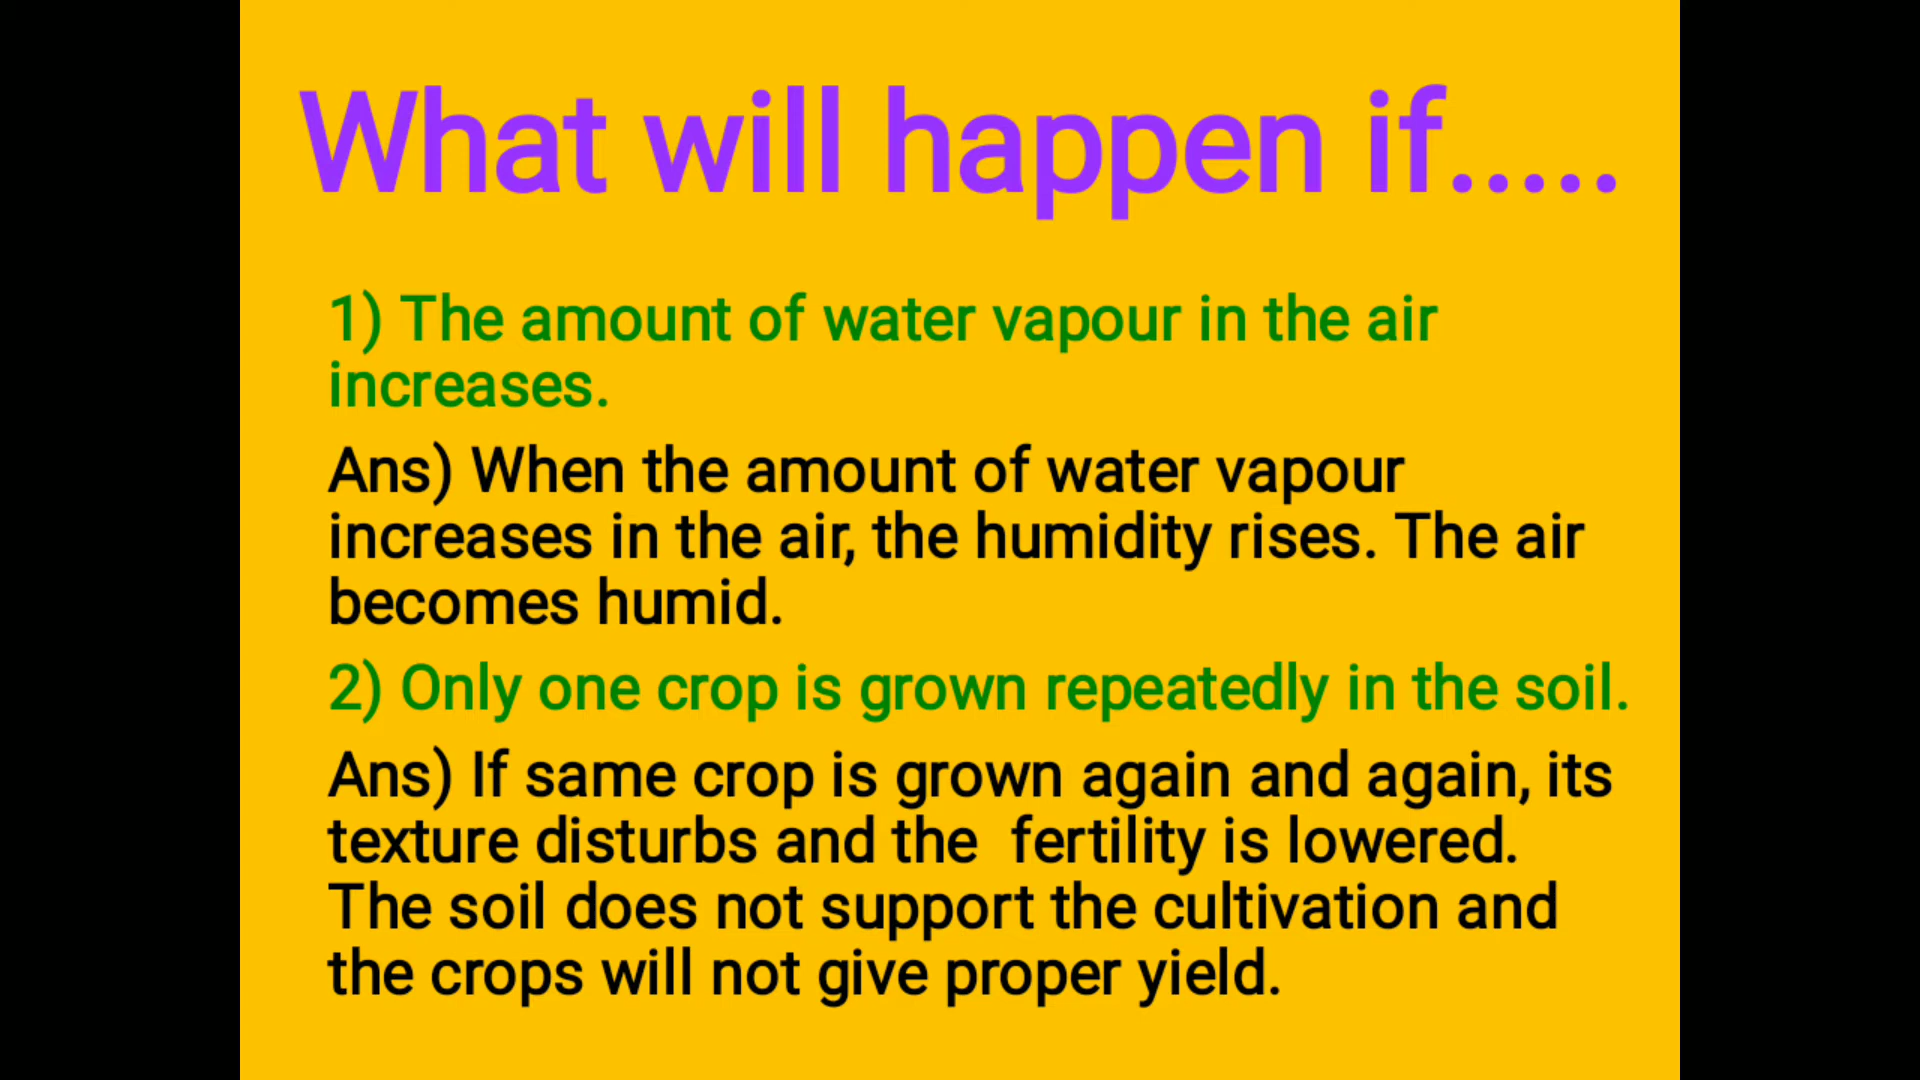 What will happen if.....
1) The amount of water vapour in the air
increases.
Ans) When the amount of water vapour
increases in the air, the humidity rises. The air
becomes humid.
2) Only one crop is grown repeatedly in the soil.
Ans) If same crop is grown again and again, its
texture disturbs and the  fertility is lowered.
The soil does not support the cultivation and
the crops will not give proper yield.